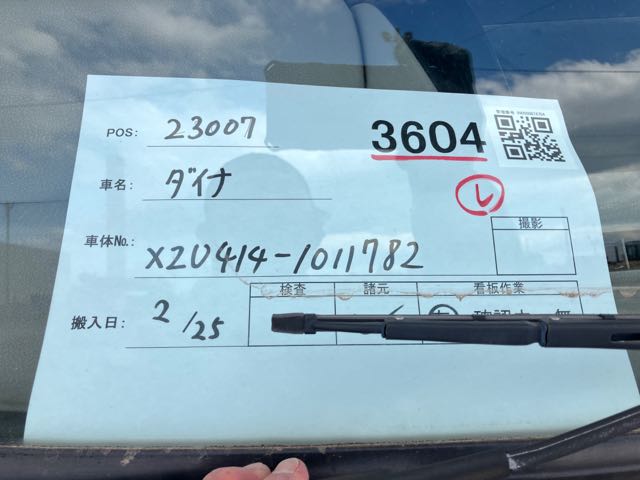 POS: 23007
3604
車名: ダイナ
レ
車体No.: XZU414-1011782
撮影
搬入日: 2/25
検査 諸元 看板作業